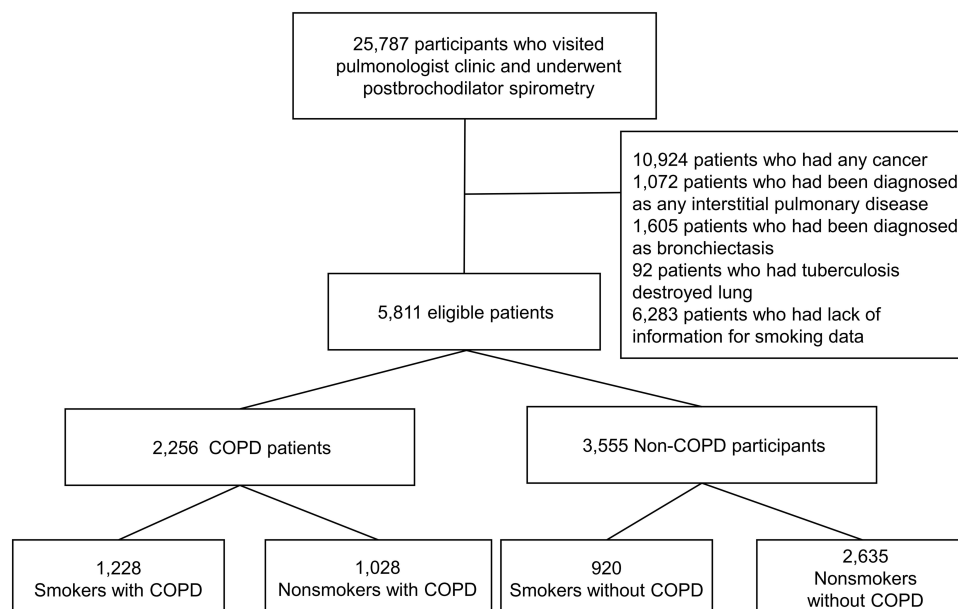 25,787 participants who visited
pulmonologist clinic and underwent
postbrochodilator spirometry
10,924 patients who had any cancer
1,072 patients who had been diagnosed
as any interstitial pulmonary disease
1,605 patients who had been diagnosed
as bronchiectasis
92 patients who had tuberculosis
destroyed lung
6,283 patients who had lack of
information for smoking data
5,811 eligible patients
2,256 COPD patients
3,555 Non-COPD participants
1,228
Smokers with COPD
1,028
Nonsmokers with COPD
920
Smokers without COPD
2,635
Nonsmokers
without COPD